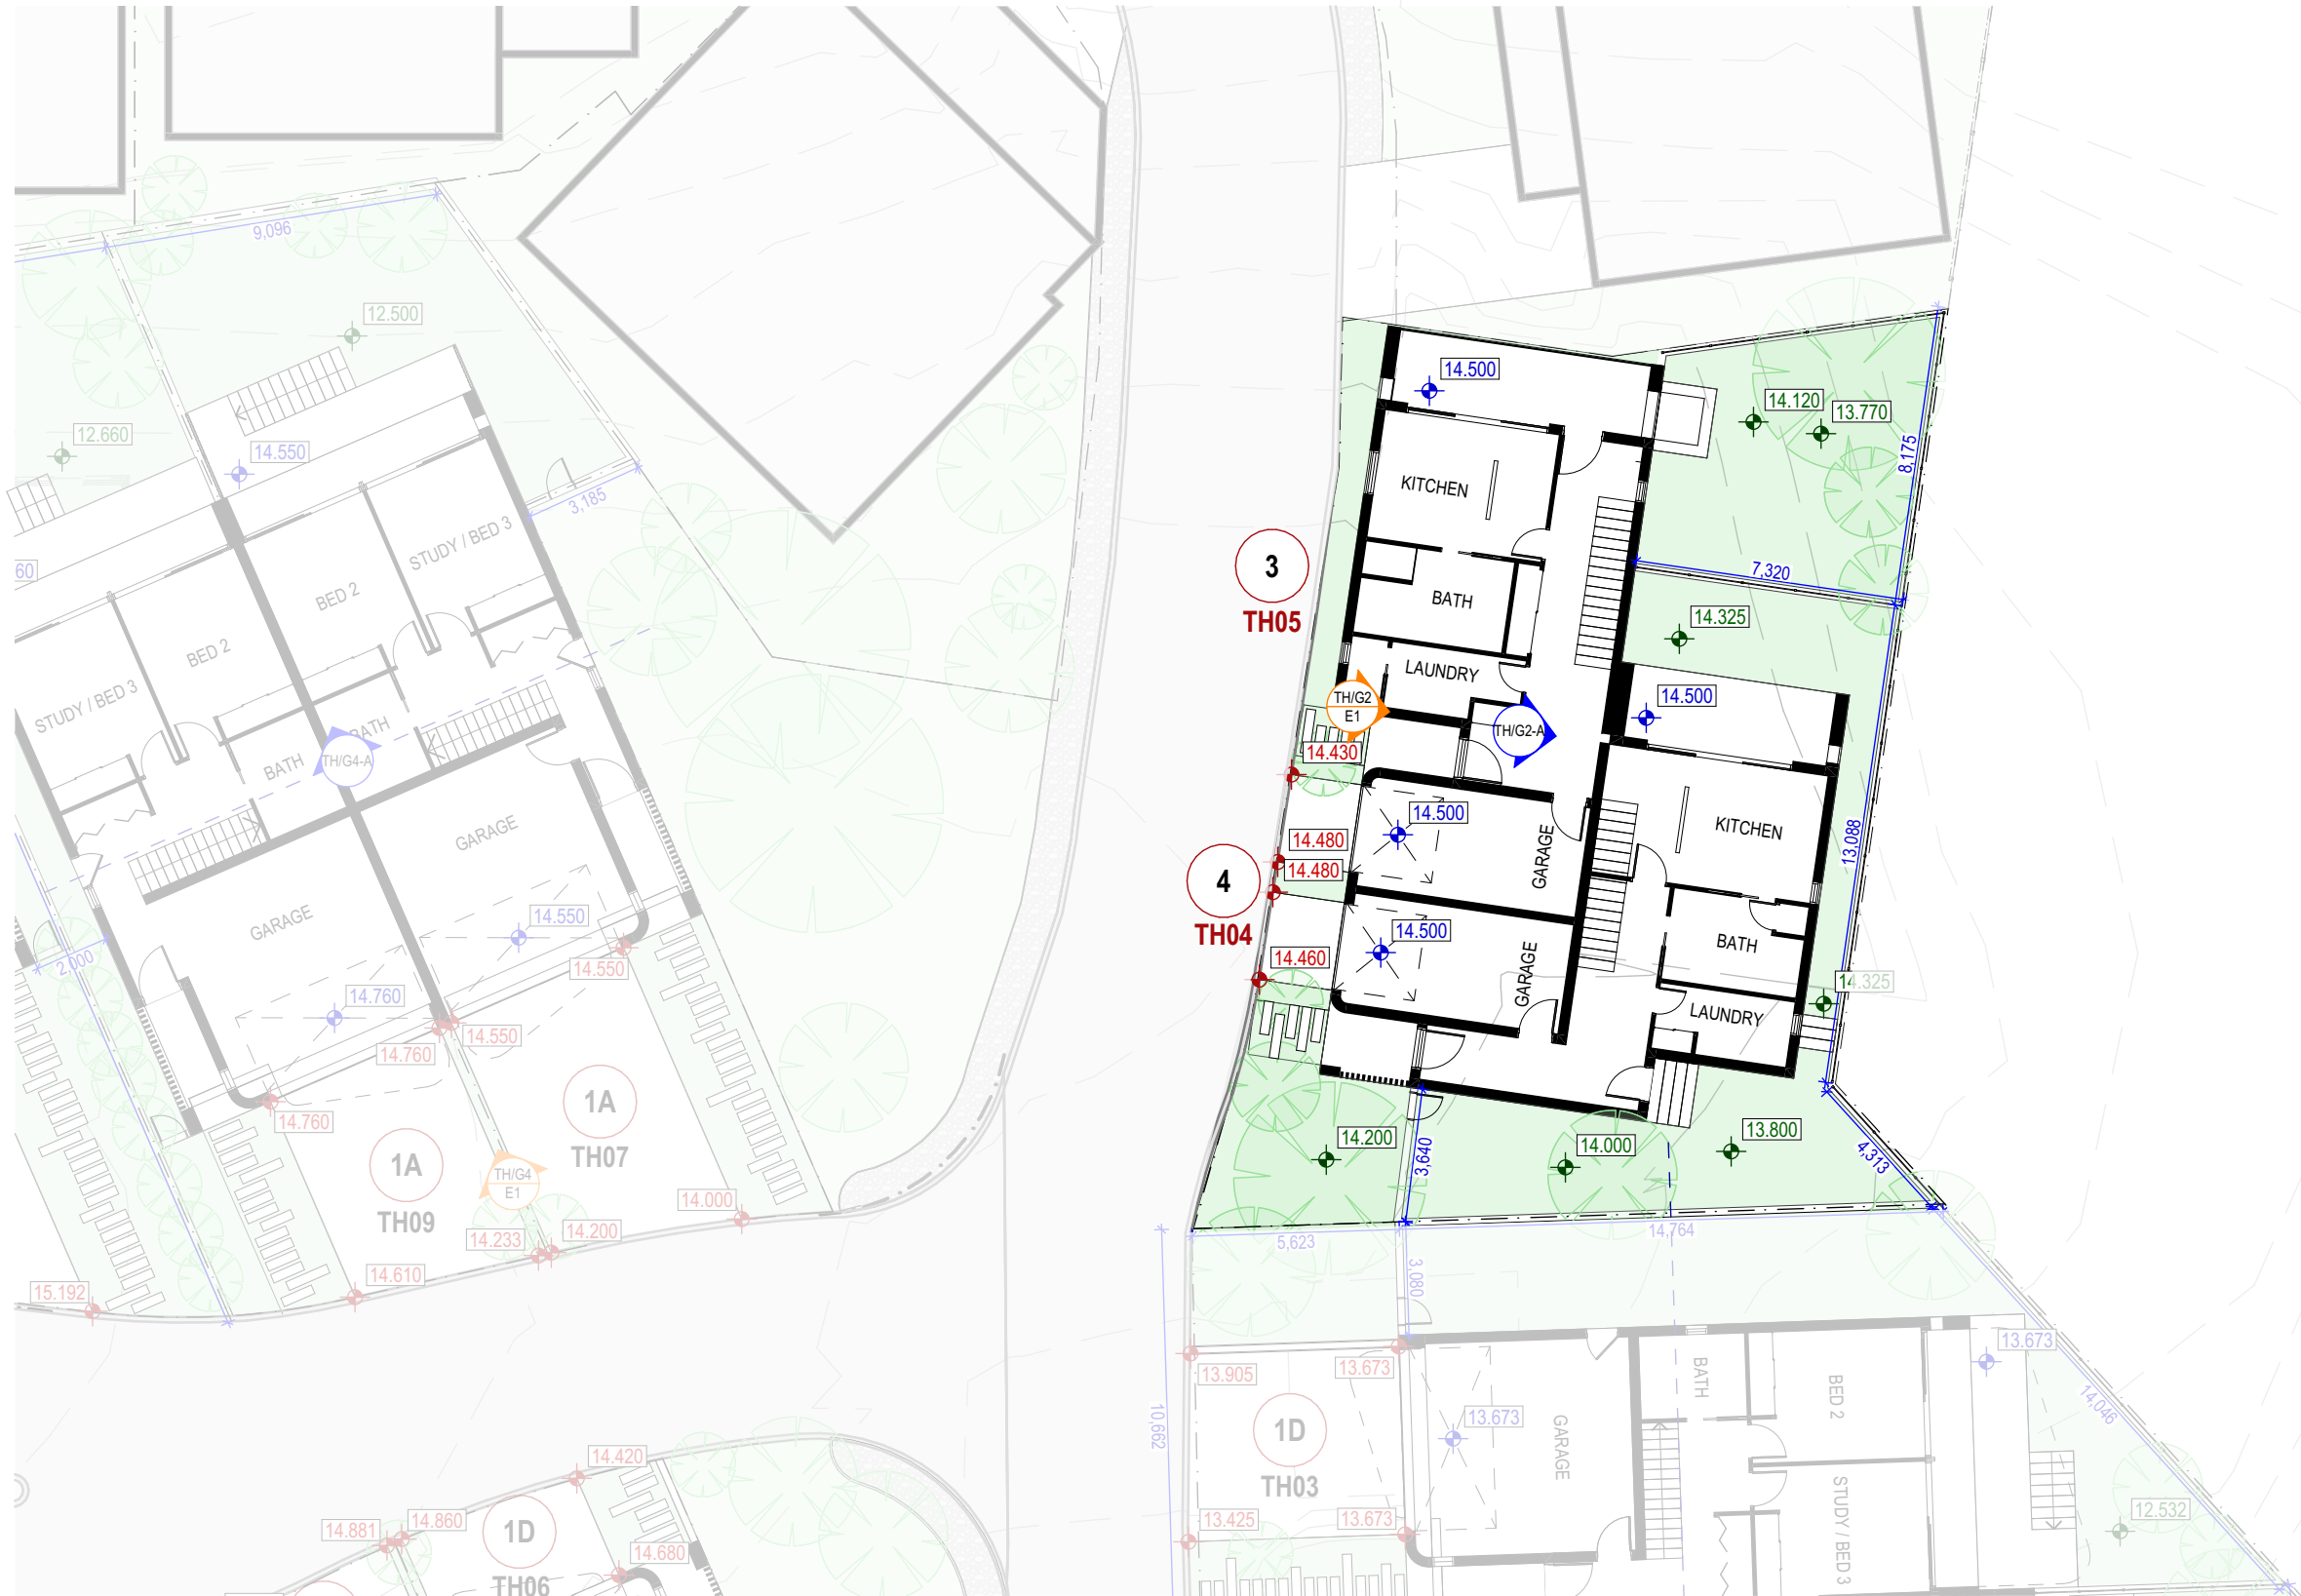 9,096
12.500
12.660
14.550
3,185
STUDY / BED 3
BED 2
60
BED 2
STUDY / BED 3
BATH
BATH
TH/G4-A
GARAGE
GARAGE
14.550
14.550
2,000
14.760
14.760
14.550
14.760
1A
TH07
1A
TH09
TH/G4
E1
14.000
14.233
14.200
14.610
15.192
14.420
14.881
14.860
1D
TH06
14.680
14.500
14.120
13.770
8,175
KITCHEN
3
TH05
BATH
7,320
14.325
LAUNDRY
TH/G2
E1
TH/G2-A
14.500
14.430
14.500
KITCHEN
13,088
14.480
14.480
GARAGE
4
TH04
14.500
14.460
GARAGE
BATH
14.325
LAUNDRY
14.200
3,640
14.000
13.800
4,313
5,623
14,764
3,080
13.905
13.673
13.673
BATH
BED 2
14,046
10,662
1D
TH03
13.673
GARAGE
13.425
13.673
STUDY / BED 3
12.532